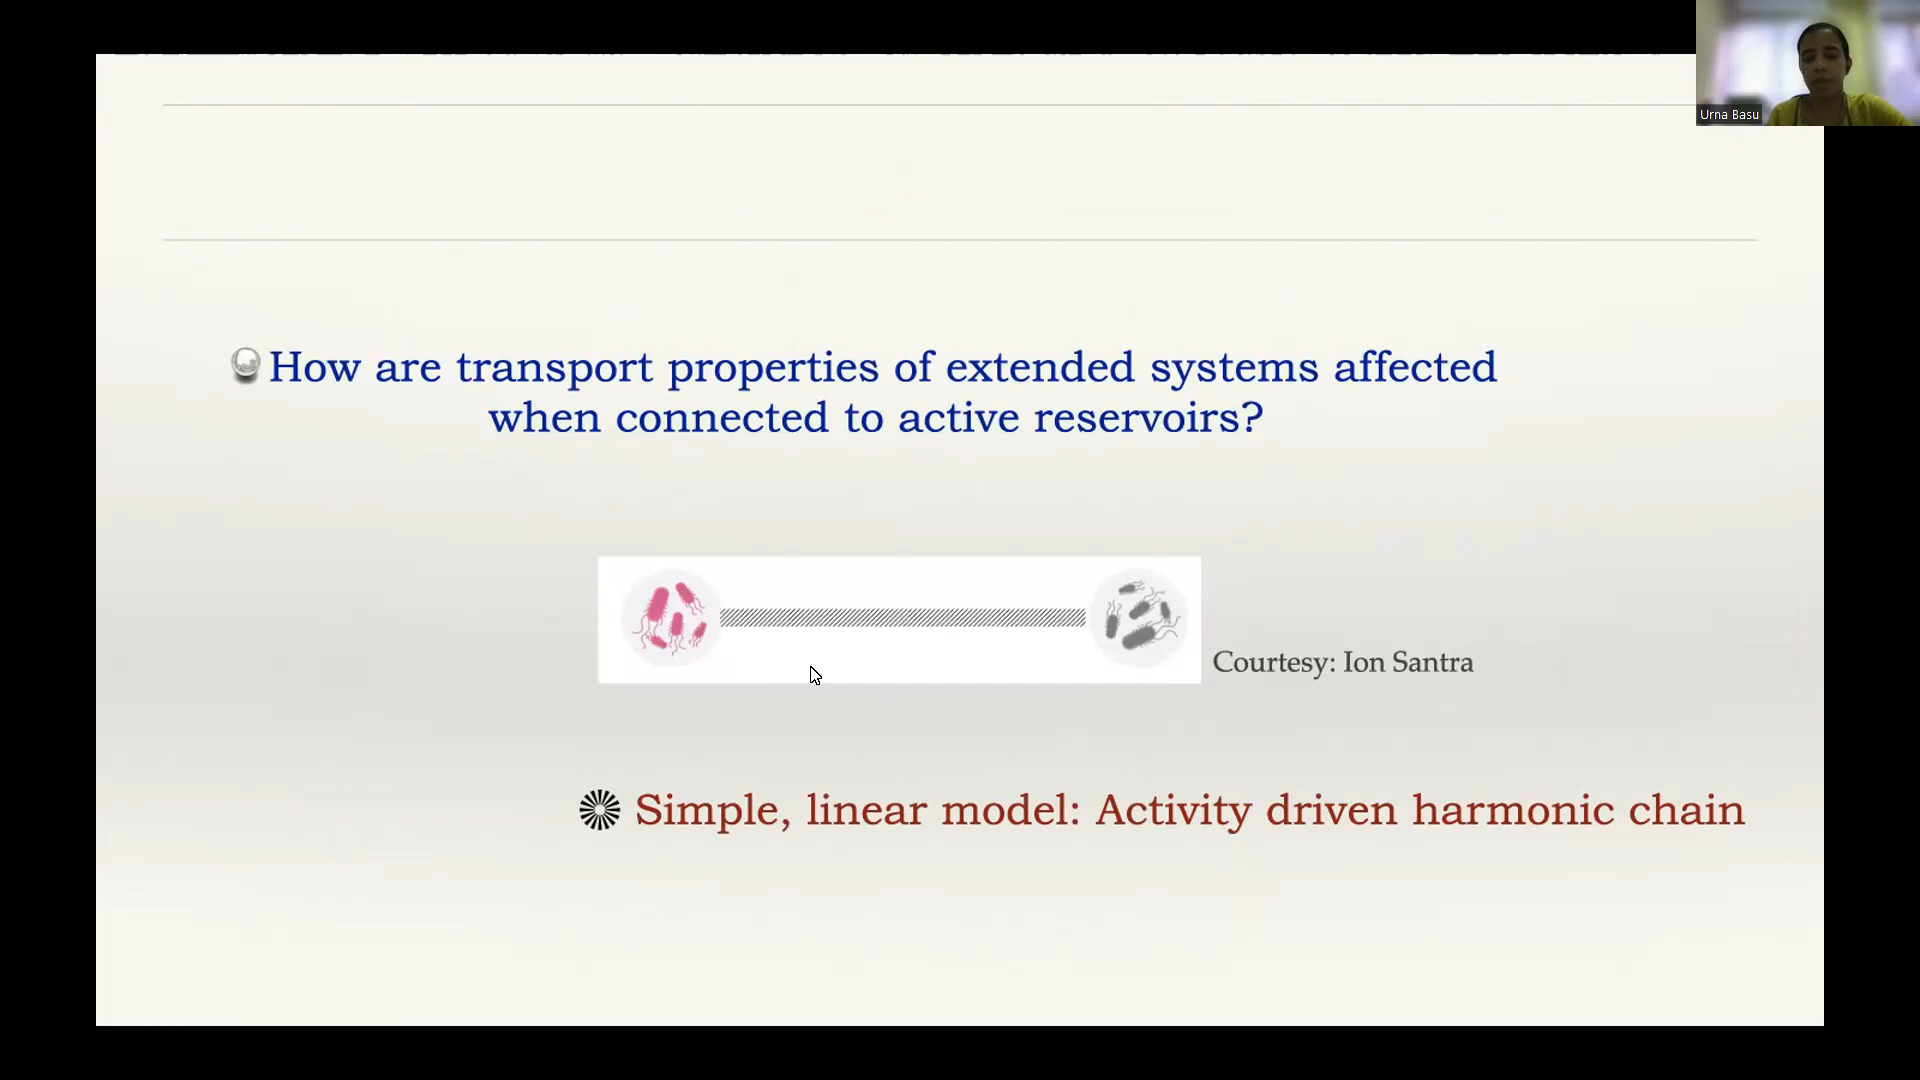 Urna Basu
How are transport properties of extended systems affected
when connected to active reservoirs?
Courtesy: Ion Santra
Simple, linear model: Activity driven harmonic chain